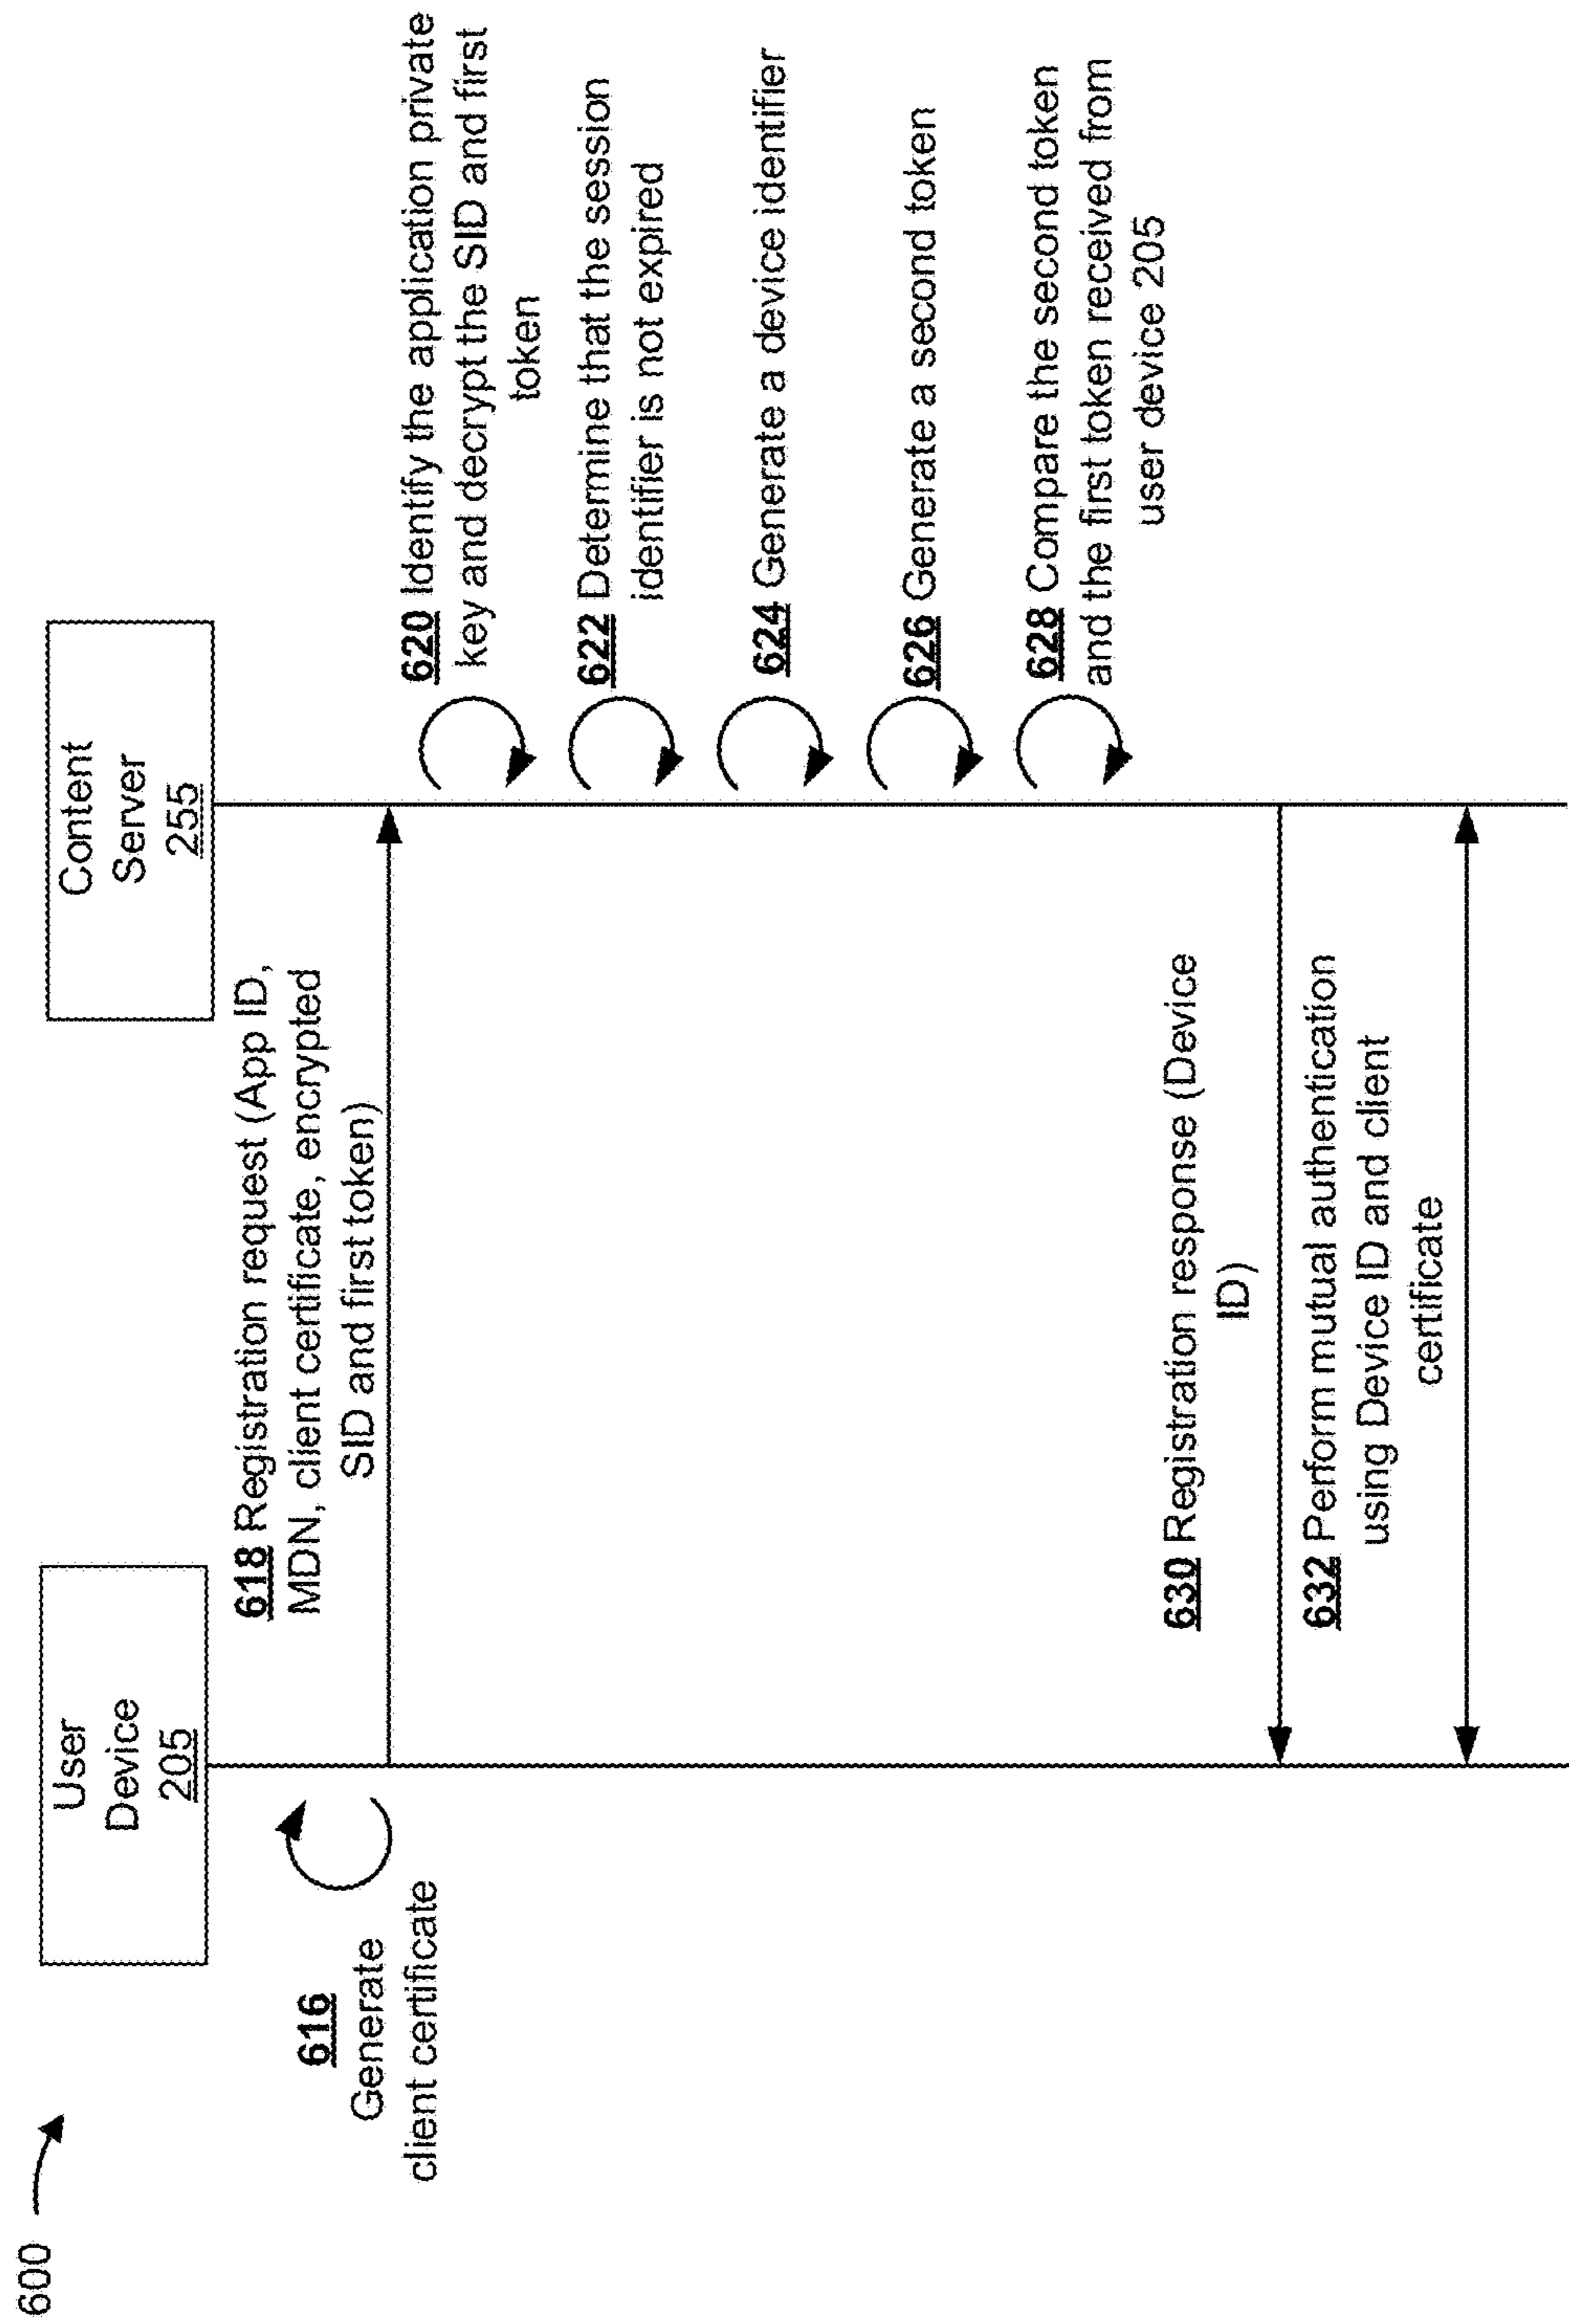 600
User
Device
205
Content
Server
255
616
Generate
client certificate
618 Registration request (App ID,
MDN, client certificate, encrypted
SID and first token)
620 Identify the application private
key and decrypt the SID and first
token
622 Determine that the session
identifier is not expired
624 Generate a device identifier
626 Generate a second token
628 Compare the second token
and the first token received from
user device 205
630 Registration response (Device
ID)
632 Perform mutual authentication
using Device ID and client
certificate